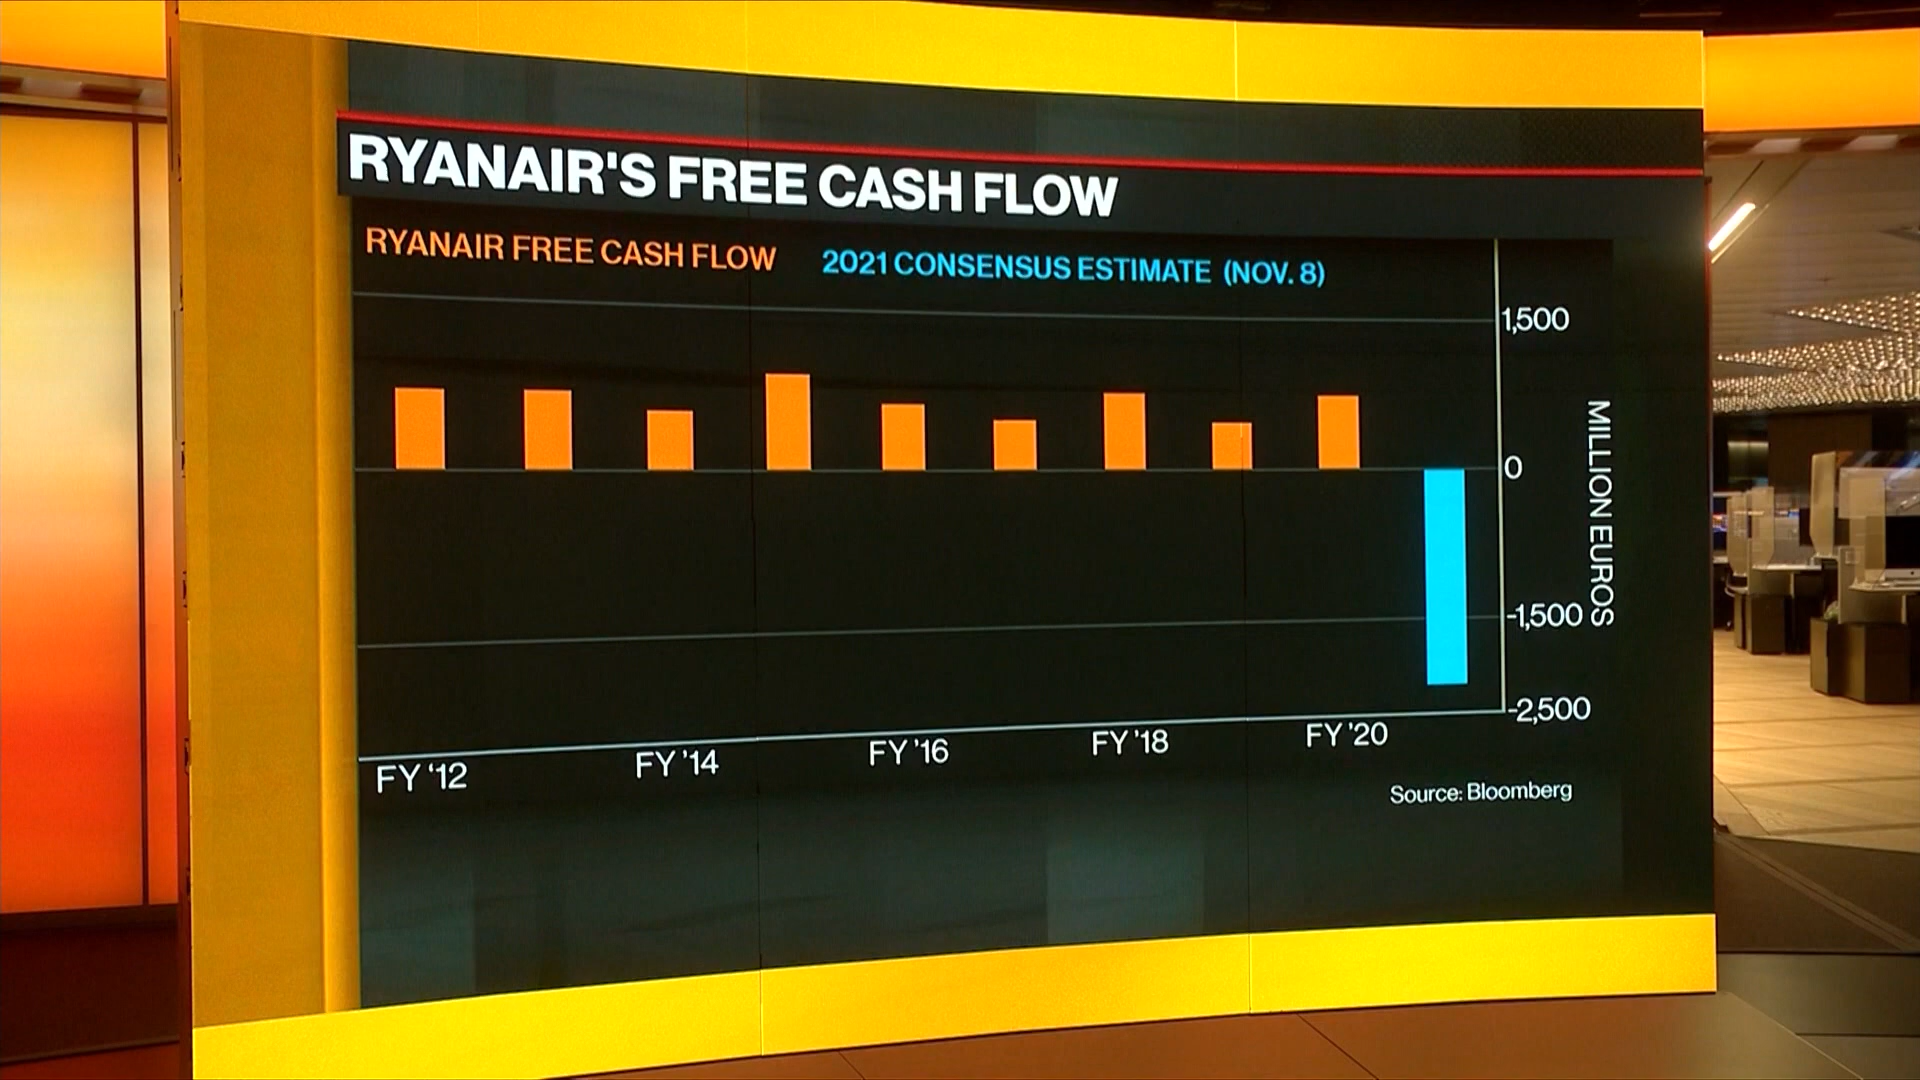 RYANAIR'S FREE CASH FLOW
RYANAIR FREE CASH FLOW
2021 CONSENSUS ESTIMATE (NOV. 8)
1,500
0
-1,500
-2,500
MILLION EUROS
FY ‘12
FY ’14
FY ’16
FY ’18
FY ’20
Source: Bloomberg